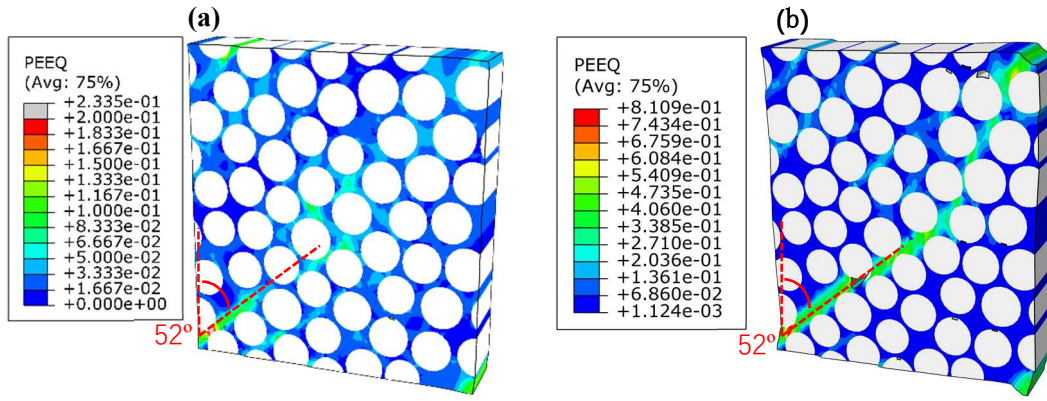 (a)
PEEQ
(Avg: 75%)
+2.335e-01
+2.000e-01
+1.833e-01
+1.667e-01
+1.500e-01
+1.333e-01
+1.167e-01
+1.000e-01
+8.333e-02
+6.667e-02
+5.000e-02
+3.333e-02
+1.667e-02
+0.000e+00
52º
(b)
PEEQ
(Avg: 75%)
+8.109e-01
+7.434e-01
+6.759e-01
+6.084e-01
+5.409e-01
+4.735e-01
+4.060e-01
+3.385e-01
+2.710e-01
+2.036e-01
+1.361e-01
+6.860e-02
+1.124e-03
52º